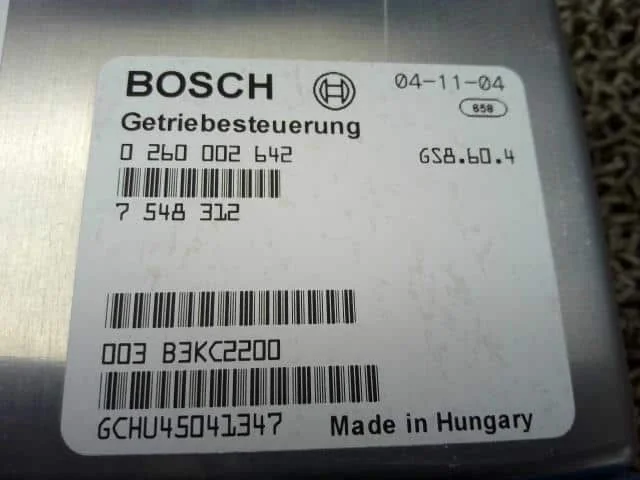 BOSCH 04-11-04
858
Getriebesteuerung
0 260 002 642 GS8.60.4
7 548 312
003 B3KC2200
GCHU45041347 Made in Hungary